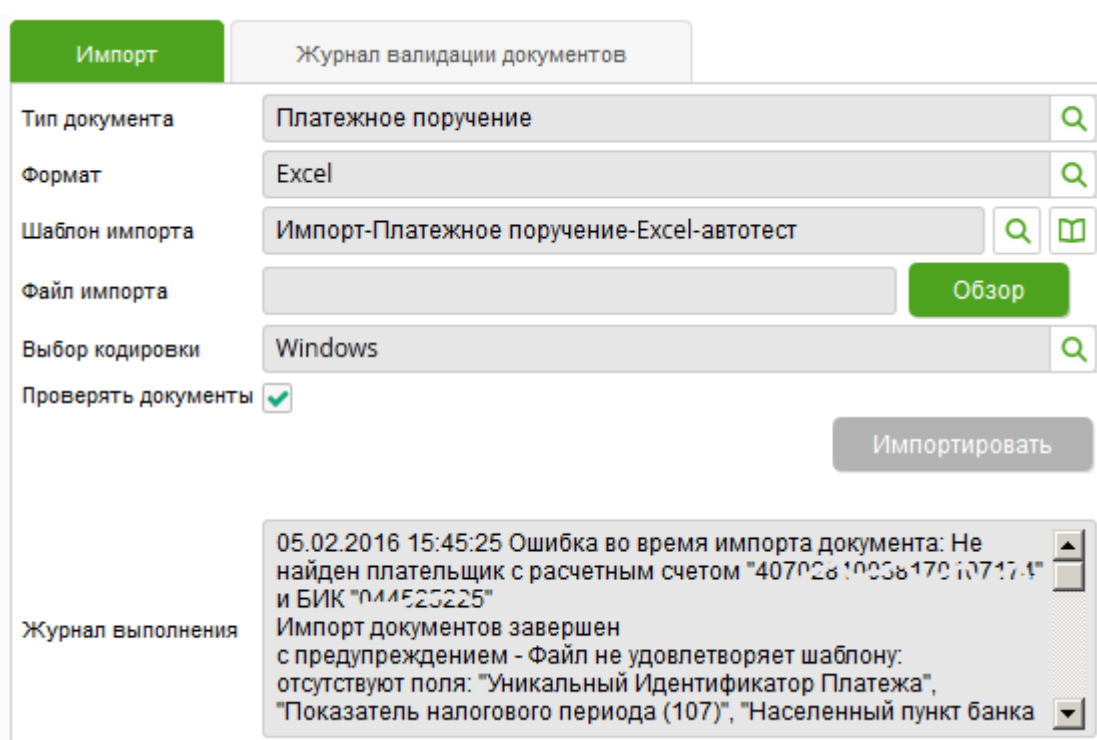 Импорт
Журнал валидации документов
Тип документа
Платежное поручение
Формат
Excel
Шаблон импорта
Импорт-Платежное поручение-Excel-автотест
Файл импорта
Обзор
Выбор кодировки
Windows
Проверять документы
Импортировать
Журнал выполнения
05.02.2016 15:45:25 Ошибка во время импорта документа: Не
найден плательщик с расчетным счетом
и БИК
Импорт документов завершен
с предупреждением - Файл не удовлетворяет шаблону:
отсутствуют поля: "Уникальный Идентификатор Платежа",
"Показатель налогового периода (107)", "Населенный пункт банка